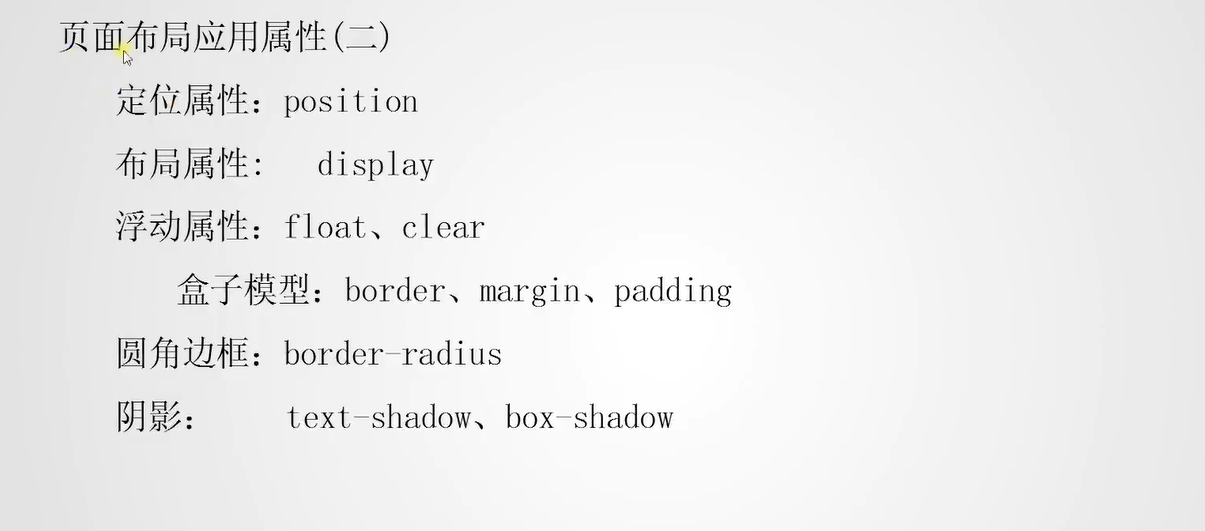 页面布局应用属性(二)
定位属性：position
布局属性:  display
浮动属性：float、clear
盒子模型：border、margin、padding
圆角边框：border-radius
阴影：  text-shadow、box-shadow